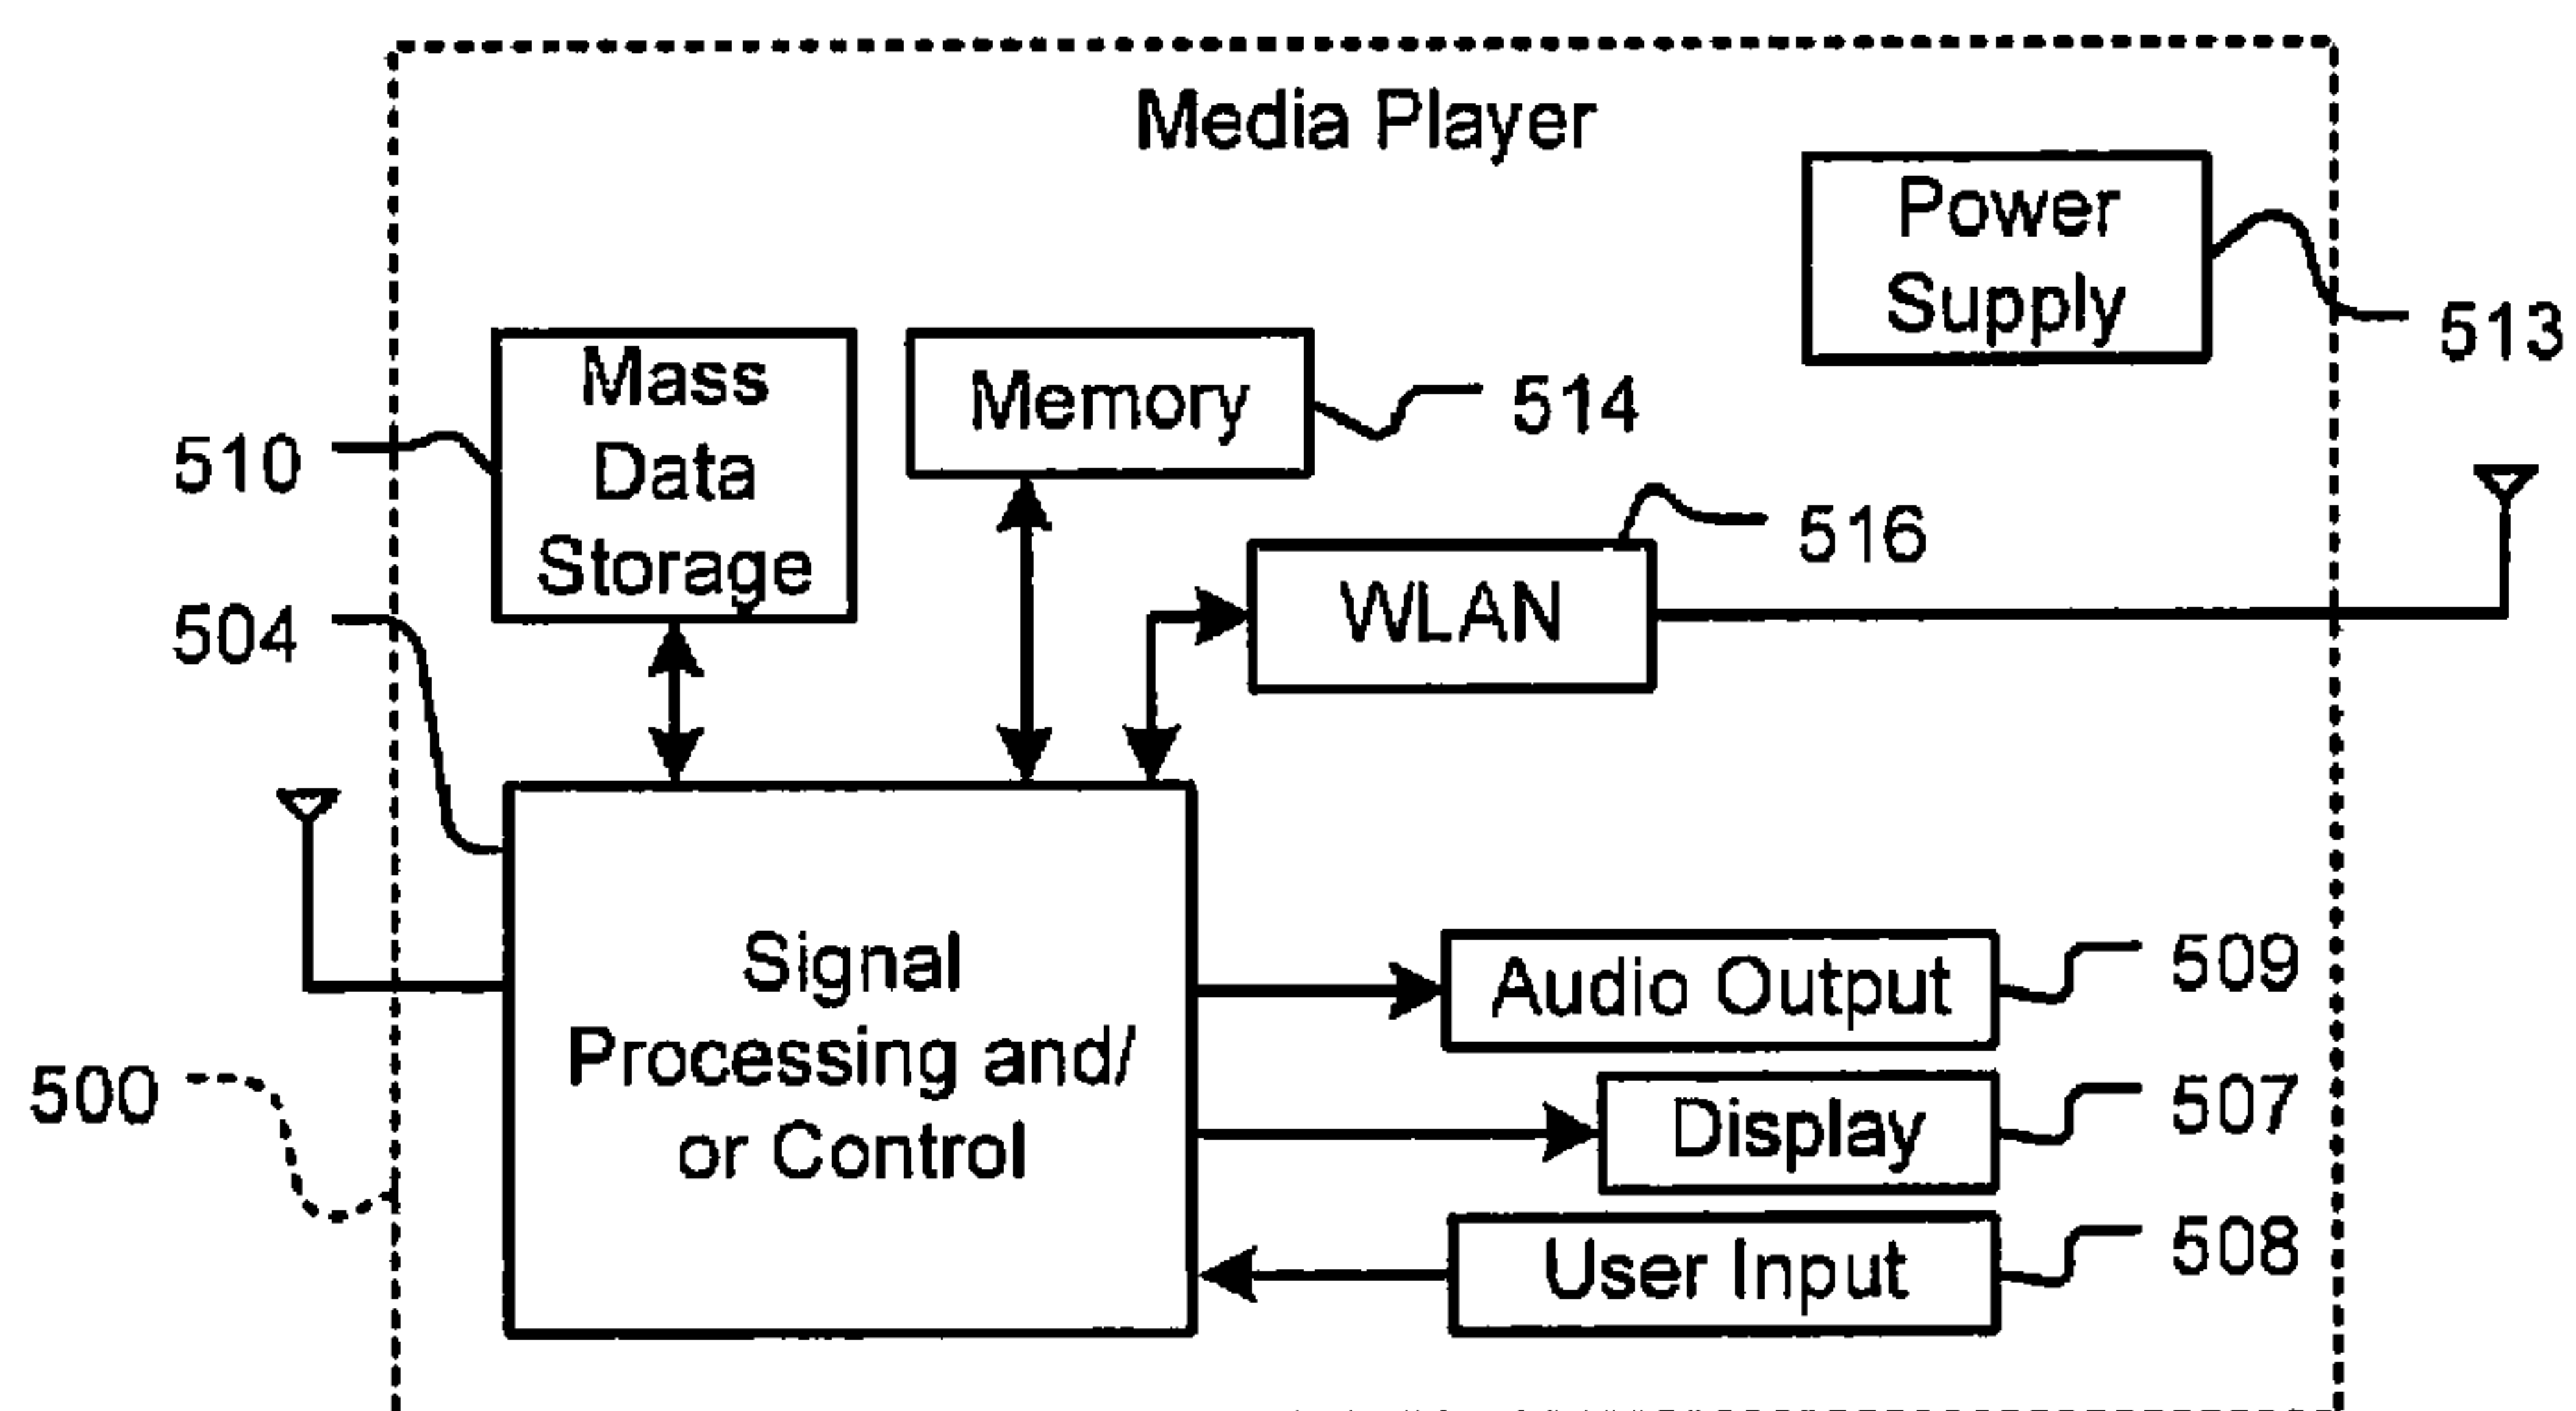 Media Player
Power
Supply
513
Mass
Data
Storage
510
Memory
514
516
WLAN
504
Signal
Processing and/
or Control
Audio Output
509
500
Display
507
User Input
508